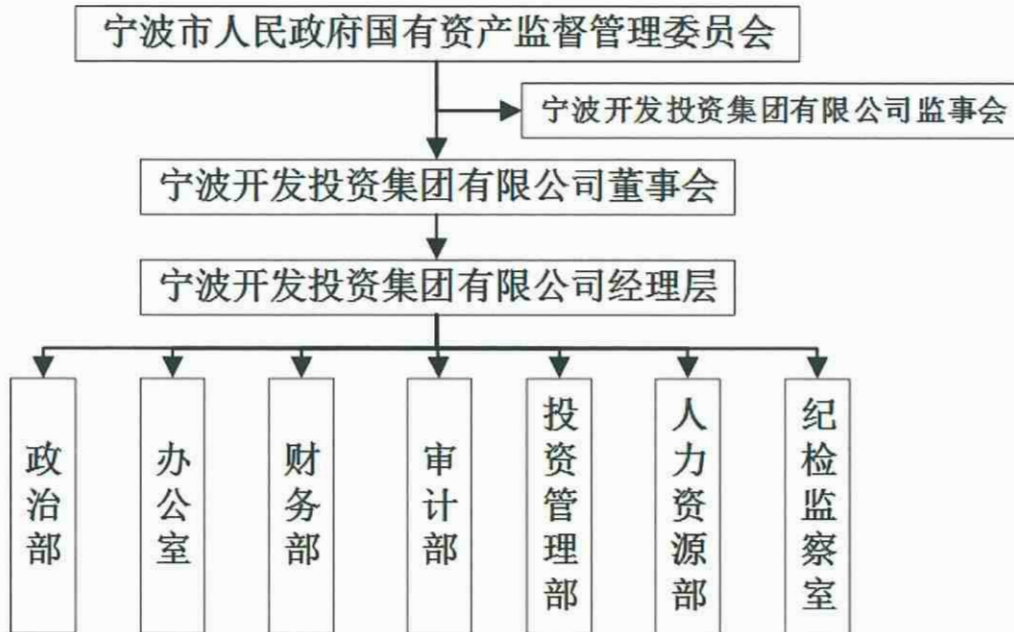 宁波市人民政府国有资产监督管理委员会
宁波开发投资集团有限公司监事会
宁波开发投资集团有限公司董事会
宁波开发投资集团有限公司经理层
政治部
办公室
财务部
审计部
投资管理部
人力资源部
纪检监察室